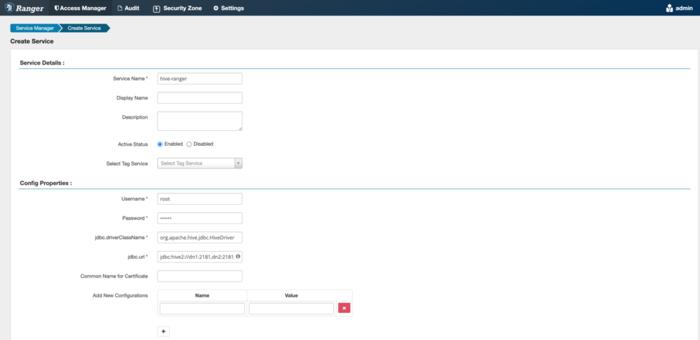 Ranger Access Manager Audit Security Zone Settings admin
Service Manager Create Service
Create Service
Service Details :
Service Name * hive-ranger
Display Name
Description
Active Status Enabled Disabled
Select Tag Service Select Tag Service
Config Properties :
Username * root
Password * ••••••
jdbc.driverClassName * org.apache.hive.jdbc.HiveDriver
jdbc.url * jdbc:hive2://dn1:2181,dn2:2181
Common Name for Certificate
Add New Configurations Name Value
x
+